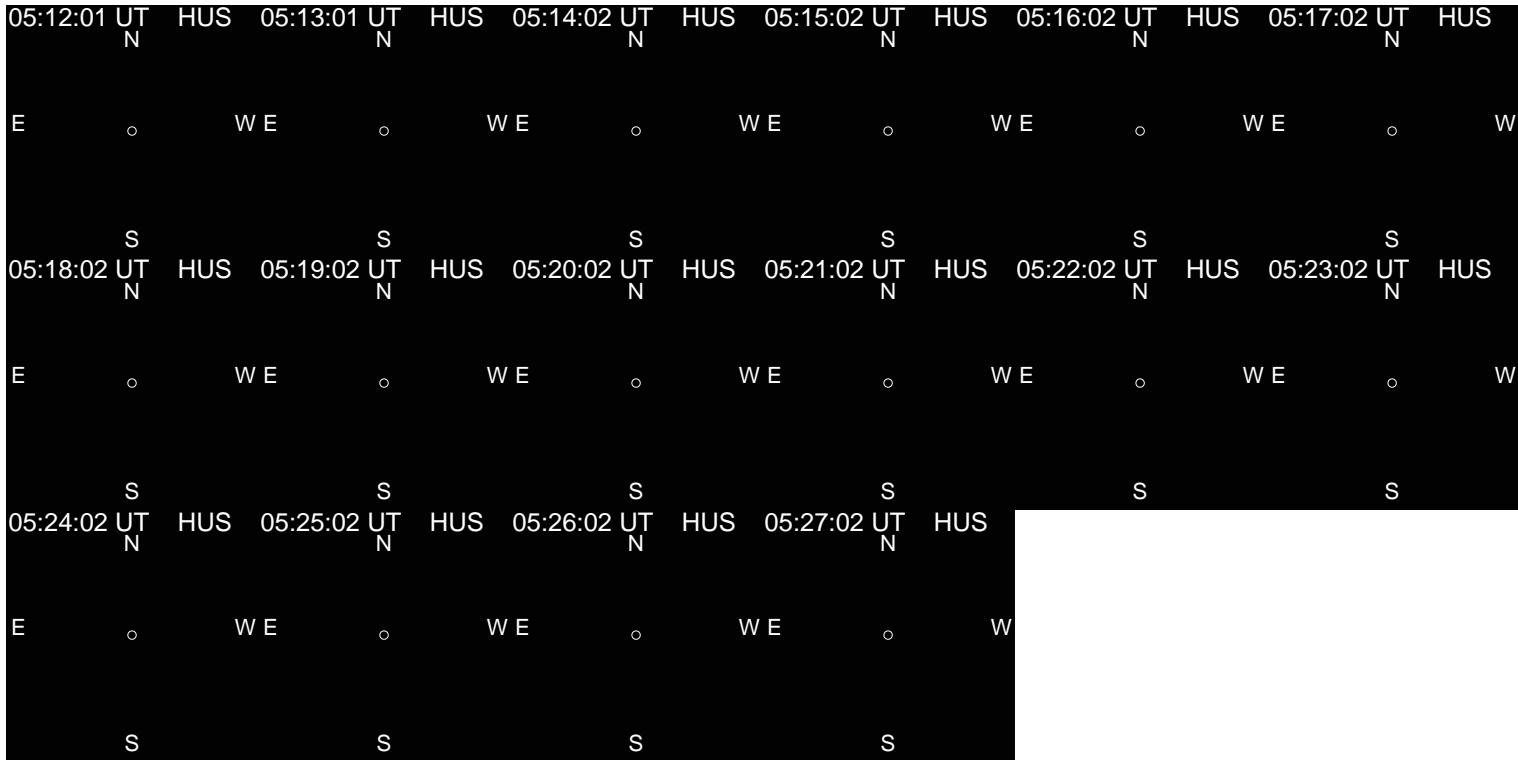 05:12:01 UT HUS 05:13:01 UT HUS 05:14:02 UT HUS 05:15:02 UT HUS 05:16:02 UT HUS 05:17:02 UT HUS
N N N N N N
E W E W E W E W E W E W
S S S S S S
05:18:02 UT HUS 05:19:02 UT HUS 05:20:02 UT HUS 05:21:02 UT HUS 05:22:02 UT HUS 05:23:02 UT HUS
N N N N N N
E W E W E W E W E W E W
S S S S S S
05:24:02 UT HUS 05:25:02 UT HUS 05:26:02 UT HUS 05:27:02 UT HUS
N N N N
E W E W E W E W
S S S S